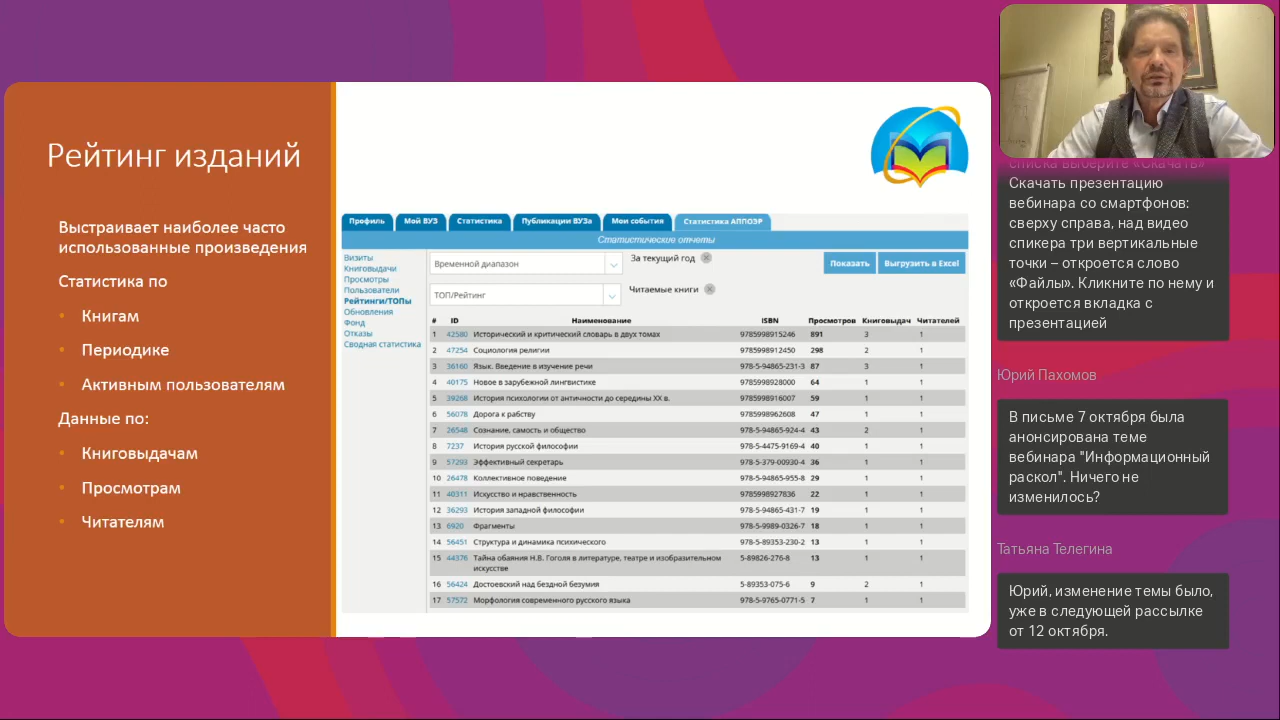 Рейтинг изданий
Выстраивает наиболее часто
использованные произведения
Статистика по
• Книгам
• Периодике
• Активным пользователям
Данные по:
• Книговыдачам
• Просмотрам
• Читателям
Профиль Мой ВУЗ Статистика Публикации ВУЗа Мои события Статистика АППОЭР
Статистические отчеты
Визиты
Книговыдачи
Просмотры
Пользователи
Рейтинги/ТОПы
Обновления
Фонд
Отказы
Сводная статистика
Временной диапазон За текущий год Показать Выгрузить в Excel
ТОП/Рейтинг Читаемые книги
# ID Наименование ISBN Просмотров Книговыдач Читателей
1 42580 Исторический и критический словарь в двух томах 9785998915246 891 3 1
2 47254 Социология религии 9785998912450 298 2 1
3 36160 Язык. Введение в изучение речи 978-5-94865-231-3 87 3 1
4 40175 Новое в зарубежной лингвистике 9785998928000 64 1 1
5 39268 История психологии от античности до середины XX в. 9785998916007 59 1 1
6 56078 Дорога к рабству 9785998962608 47 1 1
7 26548 Сознание, самость и общество 978-5-94865-924-4 43 2 1
8 7237 История русской философии 978-5-4475-9169-4 40 1 1
9 57293 Эффективный секретарь 978-5-379-00930-4 36 1 1
10 26478 Коллективное поведение 978-5-94865-955-8 29 1 1
11 40311 Искусство и нравственность 9785998927836 22 1 1
12 36293 История западной философии 978-5-94865-431-7 19 1 1
13 6920 Фрагменты 978-5-9989-0326-7 18 1 1
14 56451 Структура и динамика психического 978-5-89353-230-2 13 1 1
15 44376 Тайна обаяния Н.В. Гоголя в литературе, театре и изобразительном 5-89826-276-8 13 1 1
искусстве
16 56424 Достоевский над бездной безумия 5-89353-075-6 9 2 1
17 57572 Морфология современного русского языка 978-5-9765-0771-5 7 1 1
списка выберите «Скачать»
Скачать презентацию
вебинара со смартфонов:
сверху справа, над видео
спикера три вертикальные
точки – откроется слово
«Файлы». Кликните по нему и
откроется вкладка с
презентацией
Юрий Пахомов
В письме 7 октября была
анонсирована теме
вебинара "Информационный
раскол". Ничего не
изменилось?
Татьяна Телегина
Юрий, изменение темы было,
уже в следующей рассылке
от 12 октября.